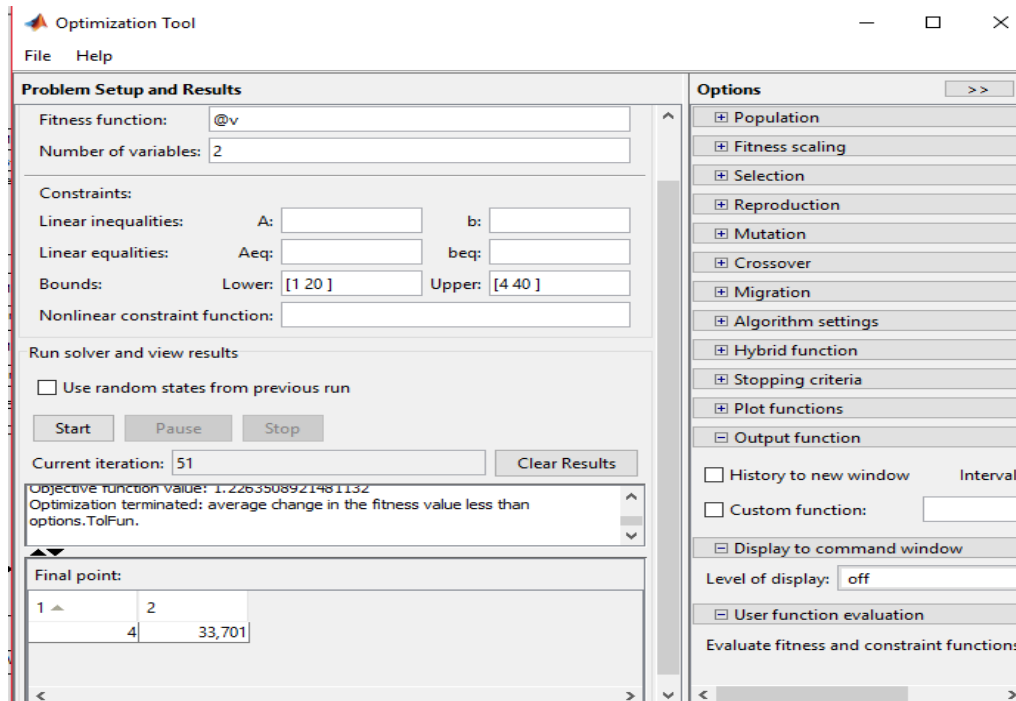 Optimization Tool
File Help
Problem Setup and Results
Fitness function: @v
Number of variables: 2
Constraints:
Linear inequalities: A: b:
Linear equalities: Aeq: beq:
Bounds: Lower: [1 20 ] Upper: [4 40 ]
Nonlinear constraint function:
Run solver and view results
Use random states from previous run
Start Pause Stop
Current iteration: 51 Clear Results
Objective function value: 1.2263508921481132
Optimization terminated: average change in the fitness value less than
options.TolFun.
Final point:
1 2
4 33,701
Options >>
Population
Fitness scaling
Selection
Reproduction
Mutation
Crossover
Migration
Algorithm settings
Hybrid function
Stopping criteria
Plot functions
Output function
History to new window Interval
Custom function:
Display to command window
Level of display: off
User function evaluation
Evaluate fitness and constraint functions